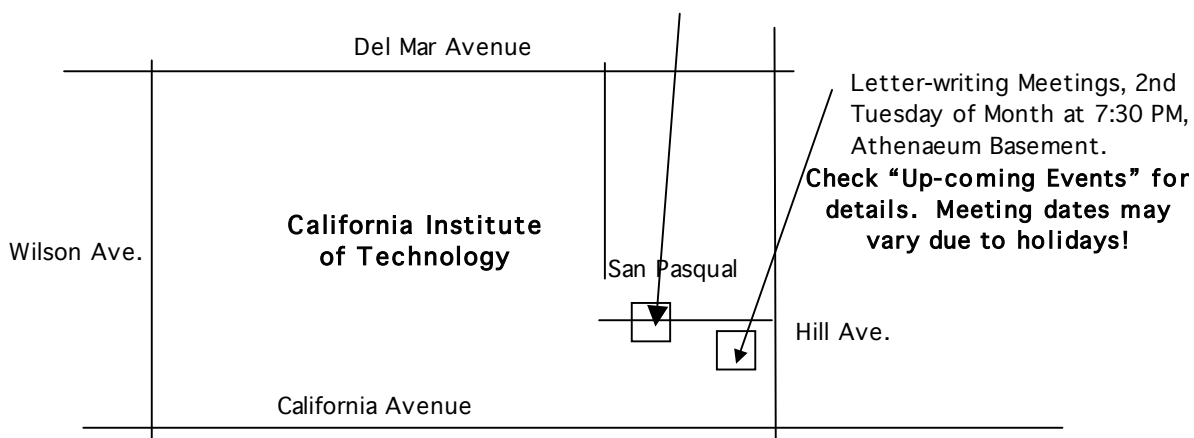 Del Mar Avenue
Letter-writing Meetings, 2nd
Tuesday of Month at 7:30 PM,
Athenaeum Basement.
Check “Up-coming Events” for
details. Meeting dates may
vary due to holidays!
California Institute
of Technology
Wilson Ave.
San Pasqual
Hill Ave.
California Avenue